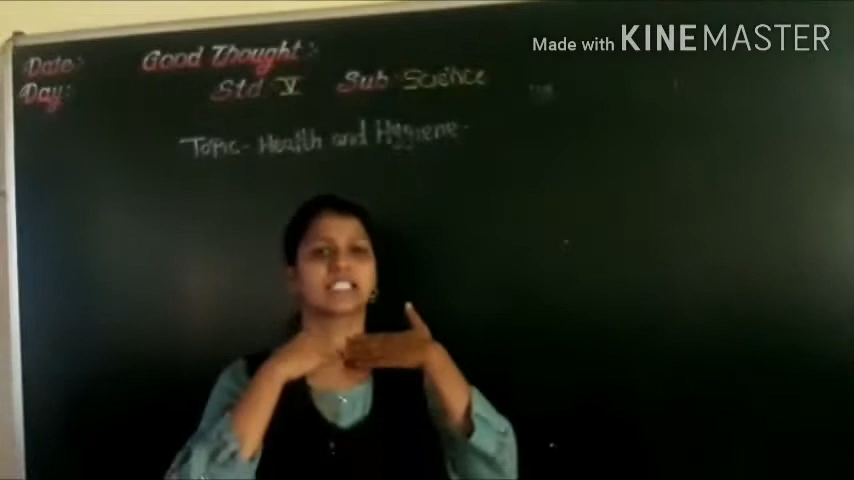 Made with KINEMASTER
Date:-
Good Thought:-
Day:
Std : V
Sub : Science
Topic - Health and Hygiene-